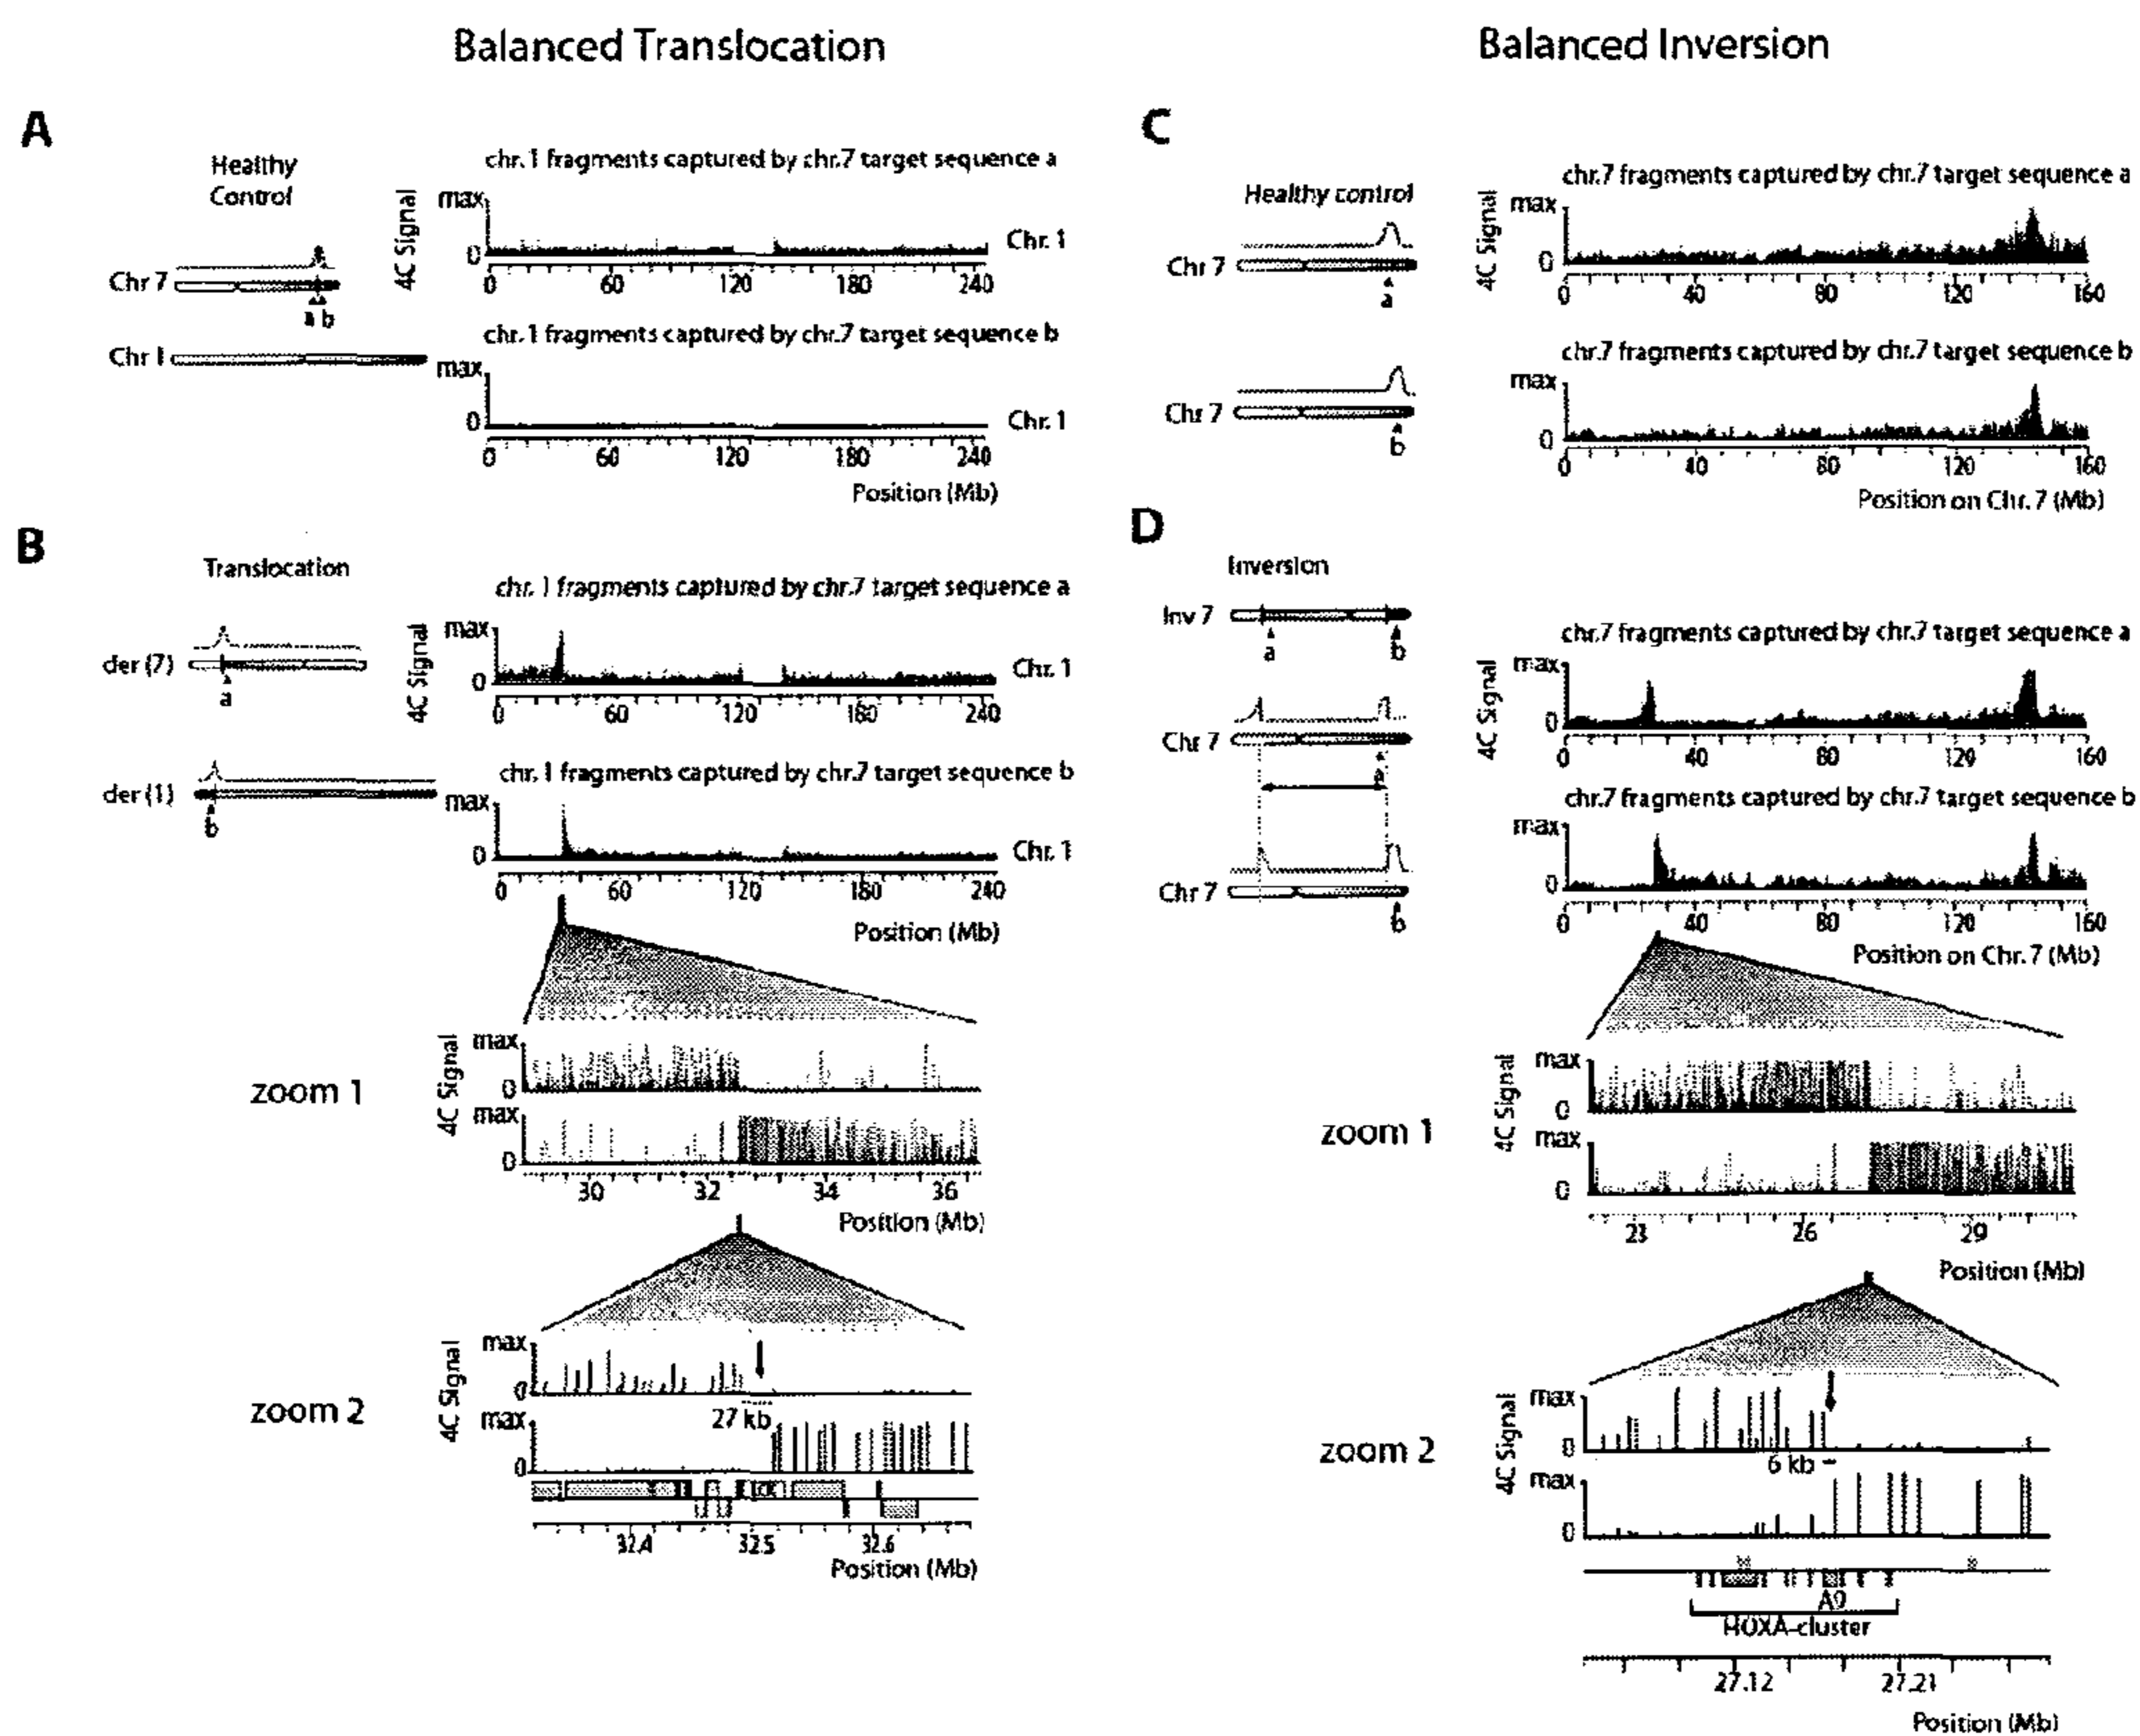 Balanced Translocation
A
Healthy
Control
Chr 7
a b
Chr 1
chr. 1 fragments captured by chr.7 target sequence a
4C Signal
max
0
Chr. 1
0 60 120 180 240
chr. 1 fragments captured by chr.7 target sequence b
max
0
Chr. 1
0 60 120 180 240
Position (Mb)
B
Translocation
der (7)
a
der (1)
b
chr. 1 fragments captured by chr.7 target sequence a
4C Signal
max
0
Chr. 1
0 60 120 180 240
chr. 1 fragments captured by chr.7 target sequence b
max
0
Chr. 1
0 60 120 180 240
Position (Mb)
zoom 1
4C Signal
max
0
4C Signal
max
0
30 32 34 36
Position (Mb)
zoom 2
4C Signal
max
0
27 kb
4C Signal
max
0
32.4 32.5 32.6
Position (Mb)
Balanced Inversion
C
Healthy control
Chr 7
a
Chr 7
b
chr.7 fragments captured by chr.7 target sequence a
4C Signal
max
0
0 40 80 120 160
chr.7 fragments captured by chr.7 target sequence b
max
0
0 40 80 120 160
Position on Chr. 7 (Mb)
D
Inversion
Inv 7
a b
Chr 7
a
Chr 7
b
chr.7 fragments captured by chr.7 target sequence a
4C Signal
max
0
0 40 80 120 160
chr.7 fragments captured by chr.7 target sequence b
max
0
0 40 80 120 160
Position on Chr. 7 (Mb)
zoom 1
4C Signal
max
0
max
0
23 26 29
Position (Mb)
zoom 2
4C Signal
max
0
6 kb
4C Signal
max
0
A9
HOXA-cluster
27.12 27.21
Position (Mb)